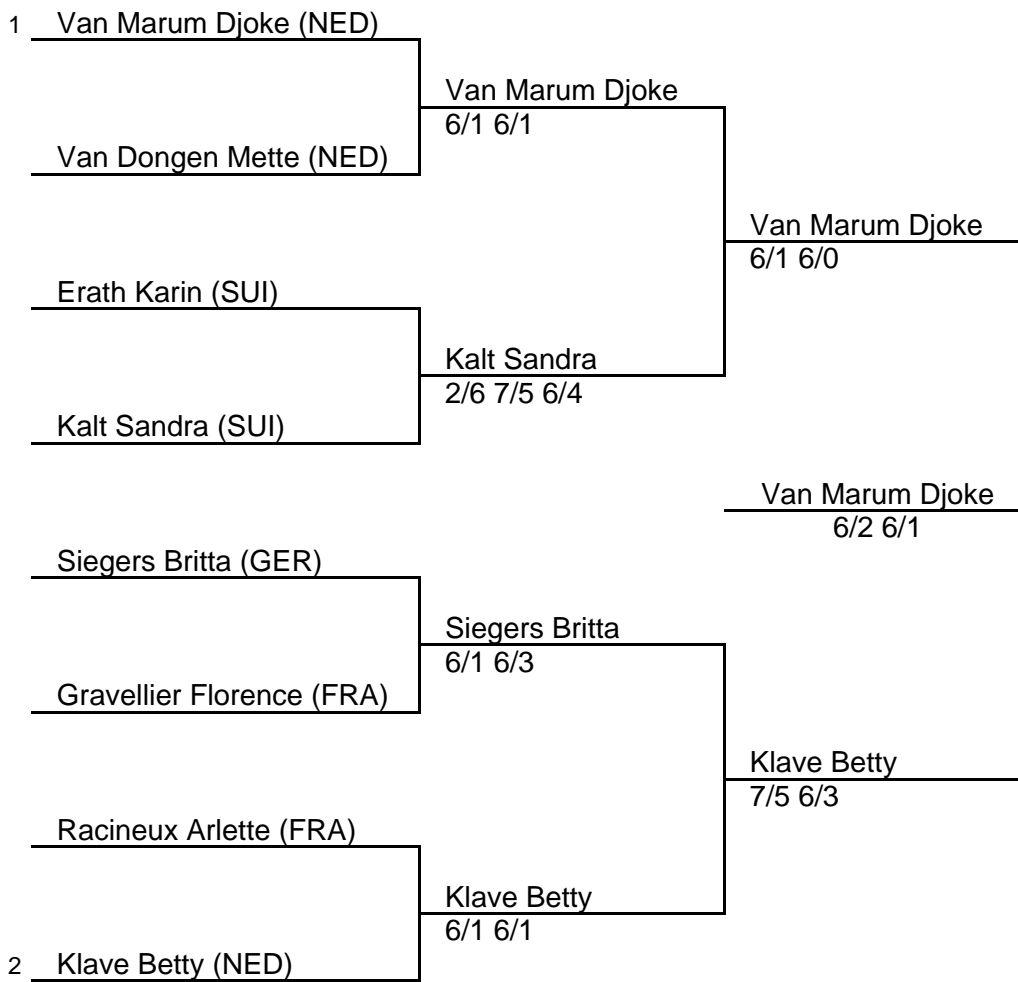 1 Van Marum Djoke (NED)
Van Marum Djoke
6/1 6/1
Van Dongen Mette (NED)
Van Marum Djoke
6/1 6/0
Erath Karin (SUI)
Kalt Sandra
2/6 7/5 6/4
Kalt Sandra (SUI)
Van Marum Djoke
6/2 6/1
Siegers Britta (GER)
Siegers Britta
6/1 6/3
Gravellier Florence (FRA)
Klave Betty
7/5 6/3
Racineux Arlette (FRA)
Klave Betty
6/1 6/1
2 Klave Betty (NED)